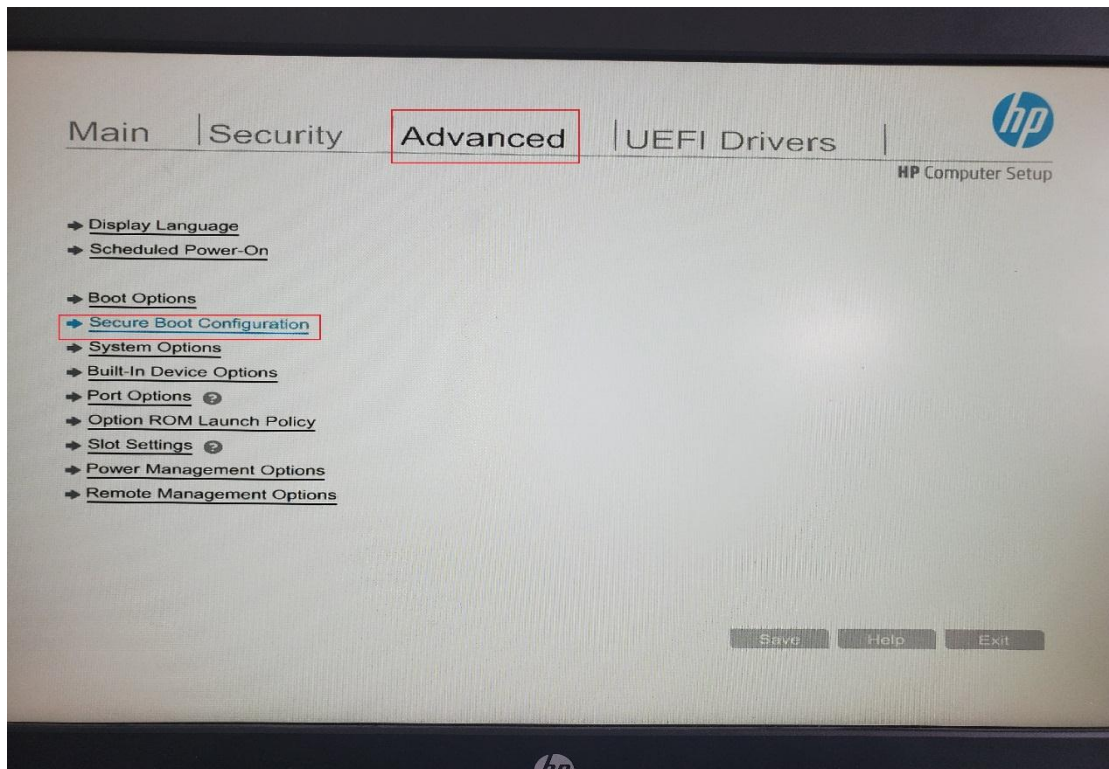 Main
Security
Advanced
UEFI Drivers
hp
HP Computer Setup
Display Language
Scheduled Power-On
Boot Options
Secure Boot Configuration
System Options
Built-In Device Options
Port Options ?
Option ROM Launch Policy
Slot Settings ?
Power Management Options
Remote Management Options
Save
Help
Exit
hp